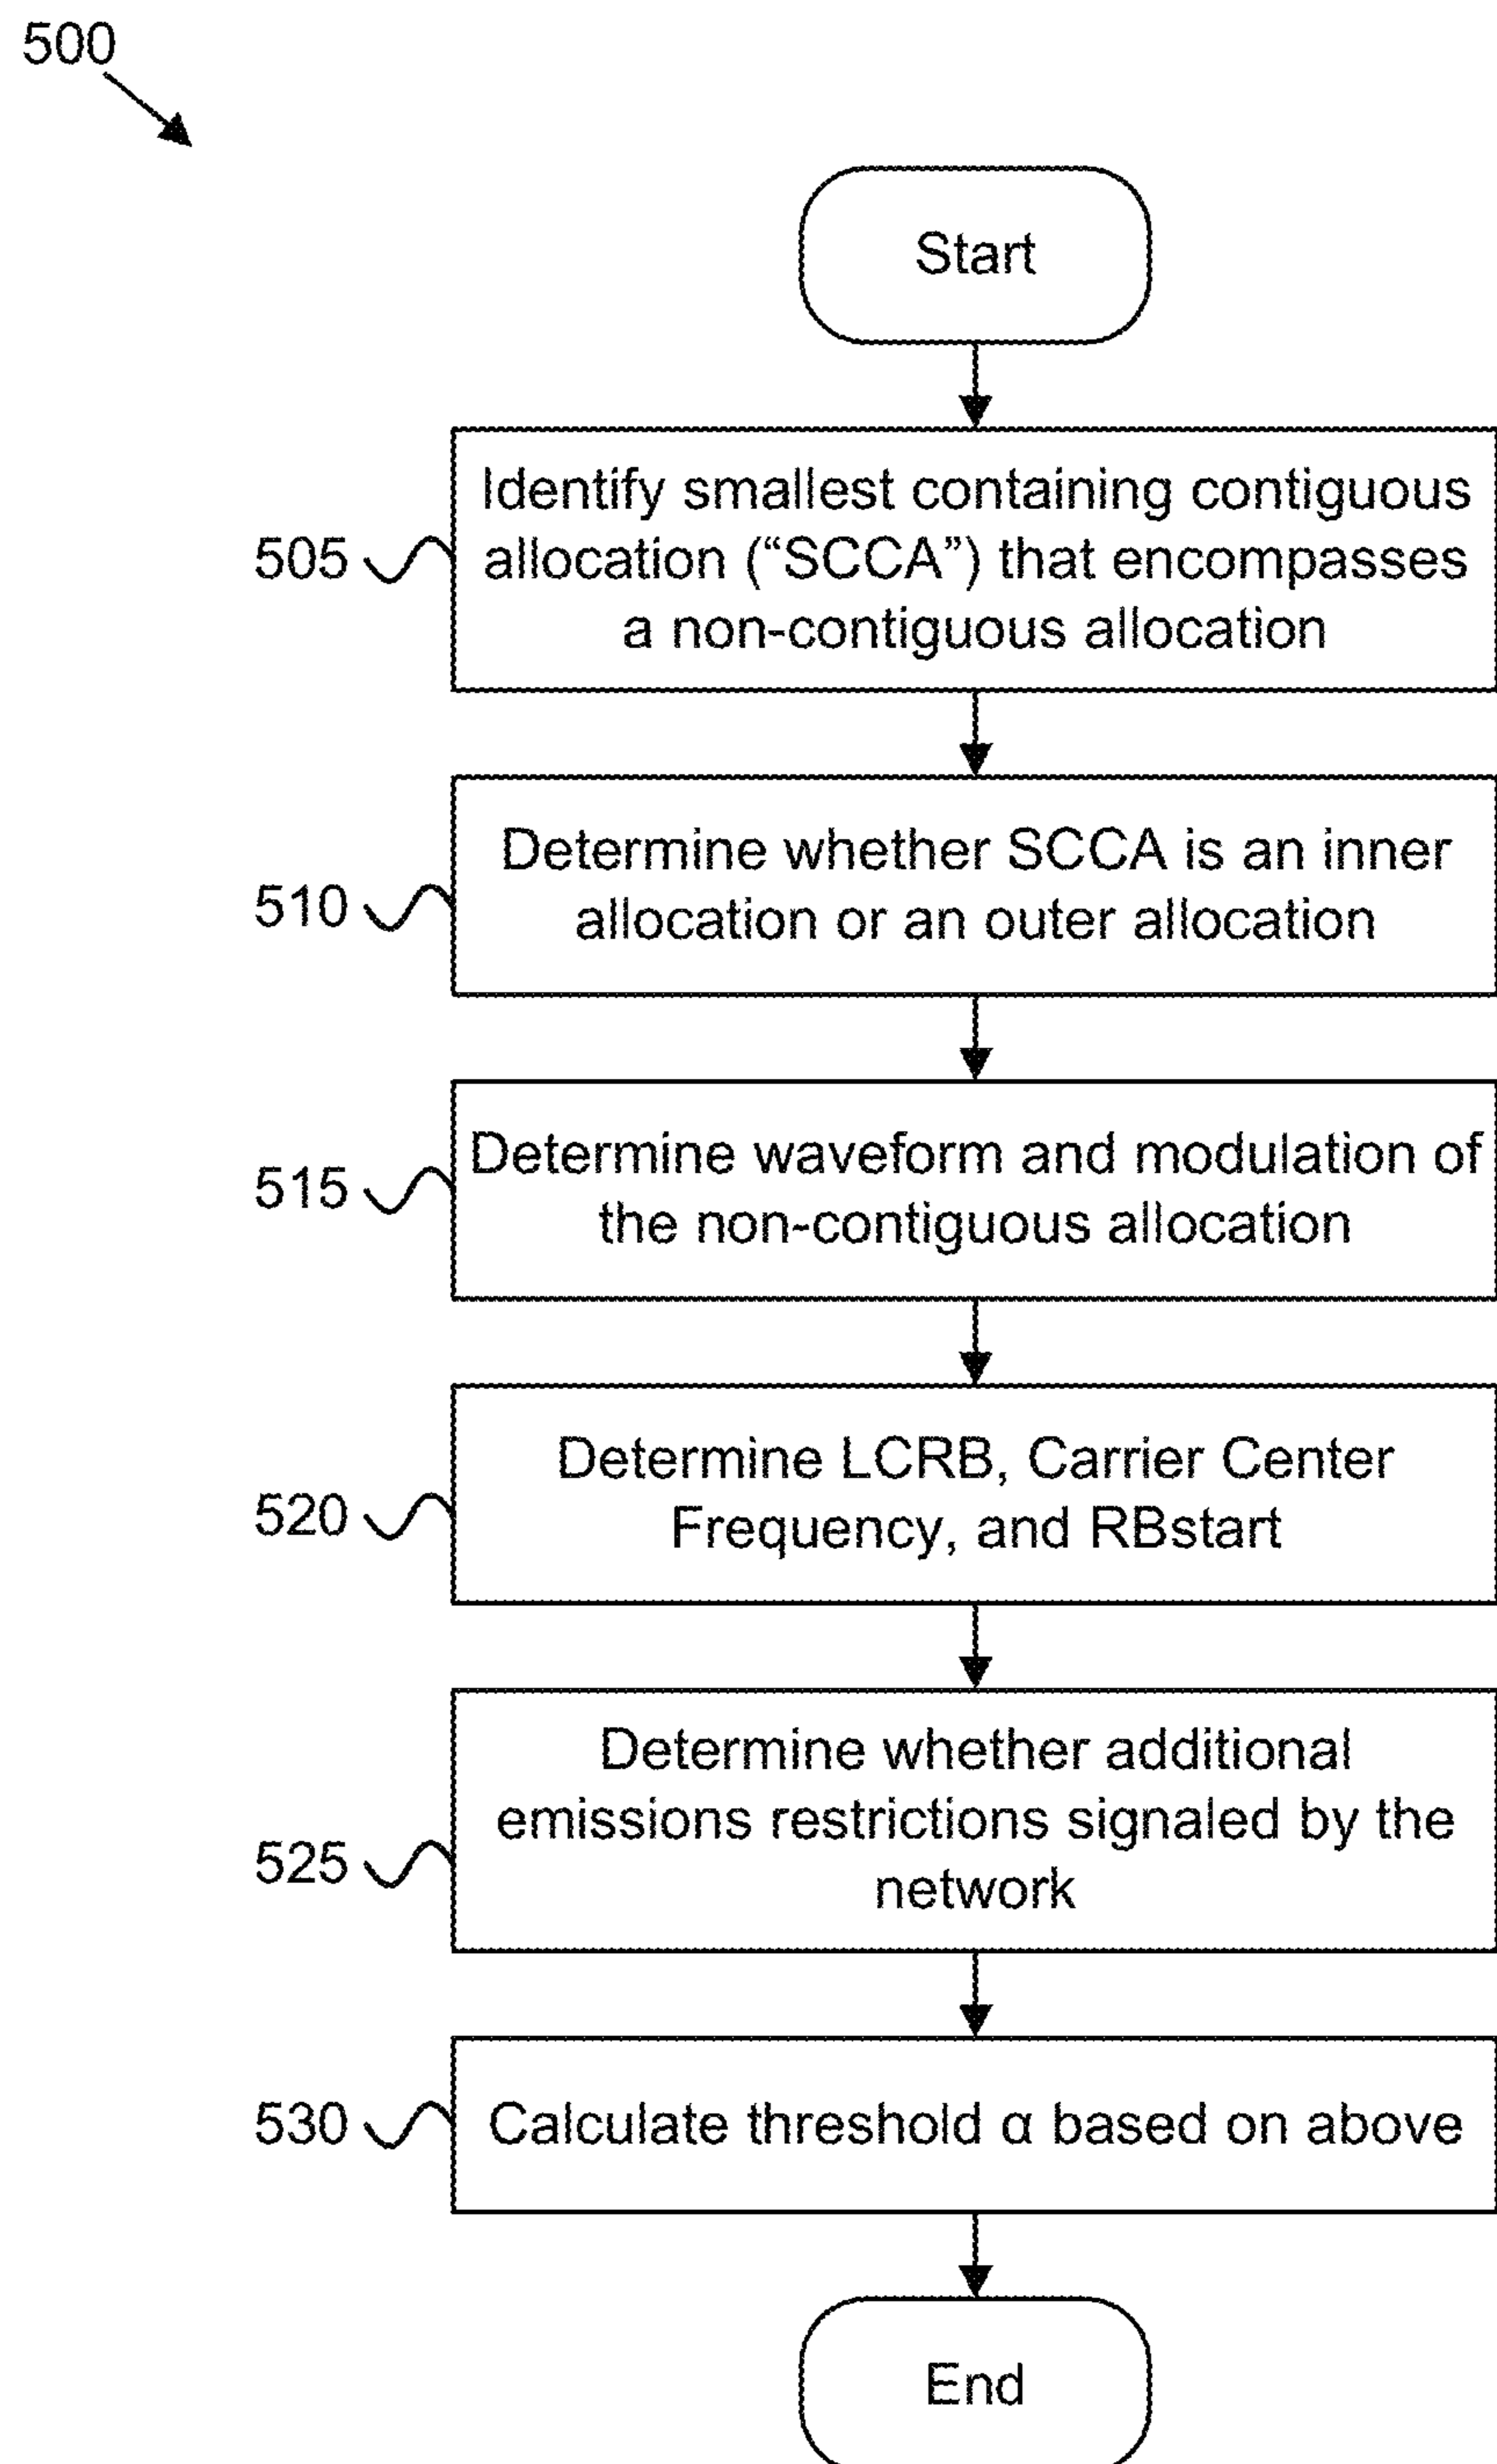 500
Start
505
Identify smallest containing contiguous
allocation (“SCCA”) that encompasses
a non-contiguous allocation
510
Determine whether SCCA is an inner
allocation or an outer allocation
515
Determine waveform and modulation of
the non-contiguous allocation
520
Determine LCRB, Carrier Center
Frequency, and RBstart
525
Determine whether additional
emissions restrictions signaled by the
network
530
Calculate threshold α based on above
End